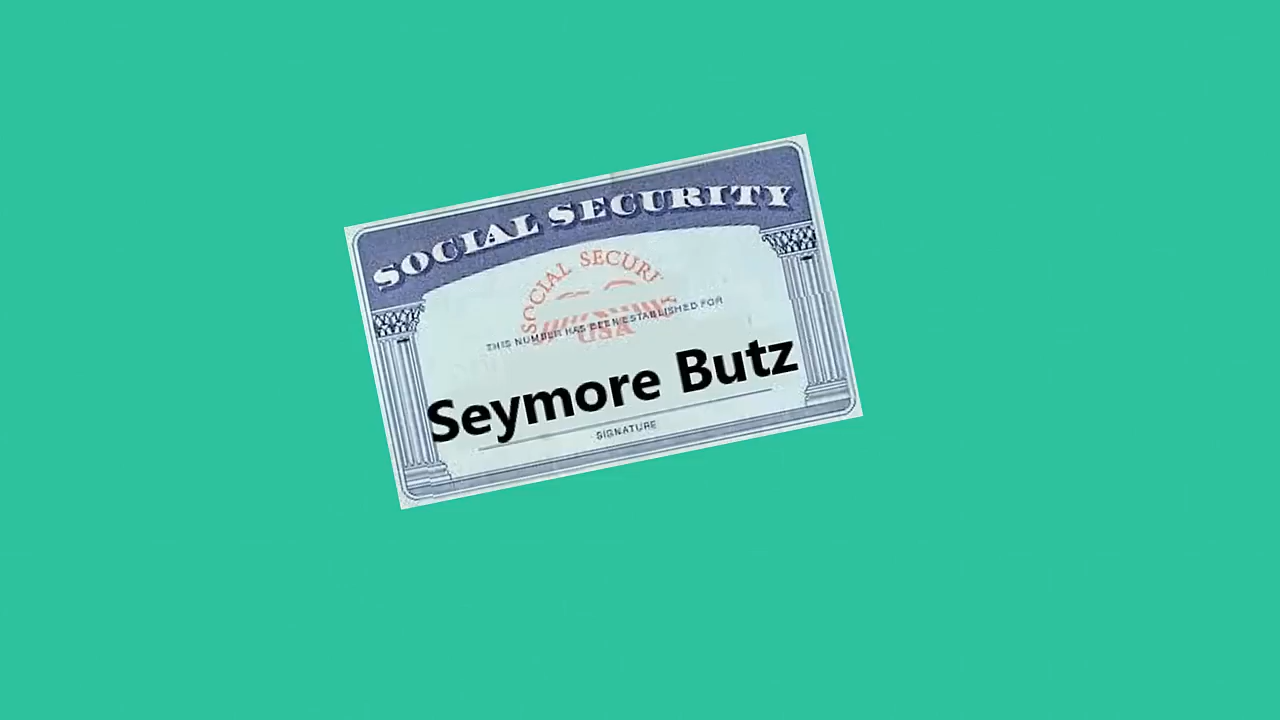 SOCIAL SECURITY
SOCIAL SECURI
THIS NUMBER HAS BEEN ESTABLISHED FOR
USA
Seymore Butz
SIGNATURE